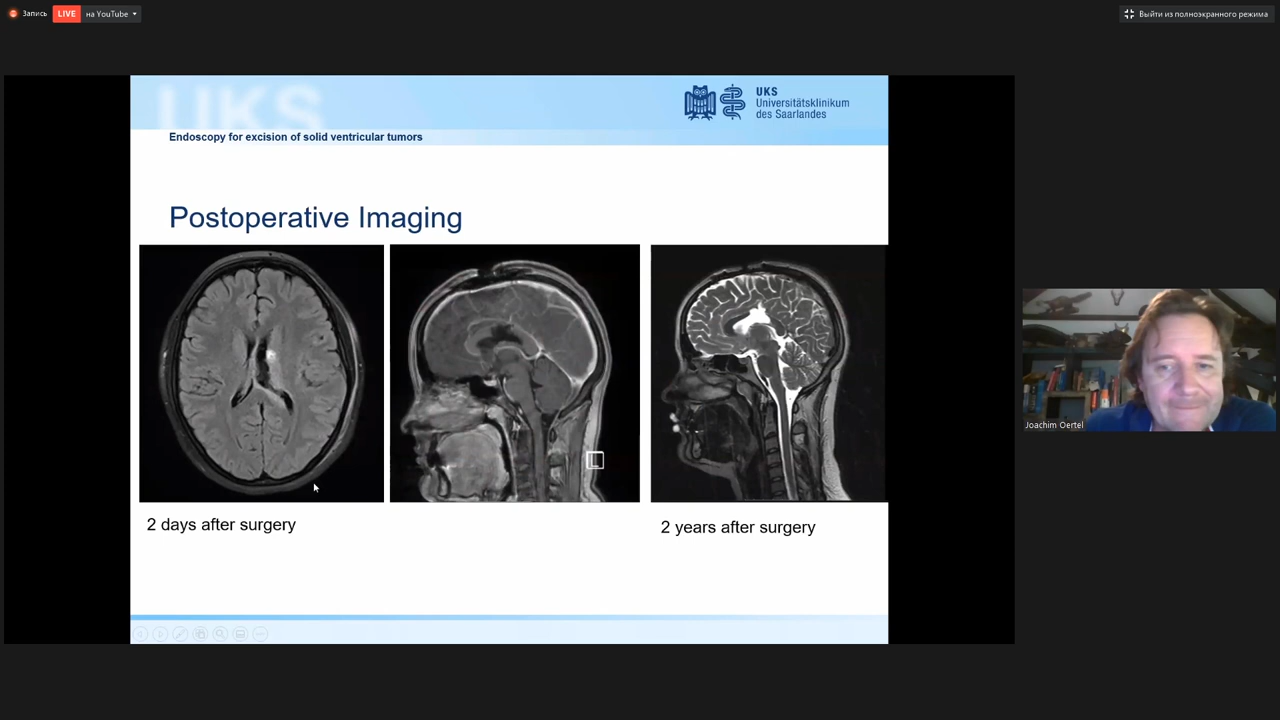 Запись
LIVE
на YouTube
Выйти из полноэкранного режима
UKS
UKS
Universitätsklinikum
des Saarlandes
Endoscopy for excision of solid ventricular tumors
Postoperative Imaging
L
2 days after surgery
2 years after surgery
Joachim Oertel